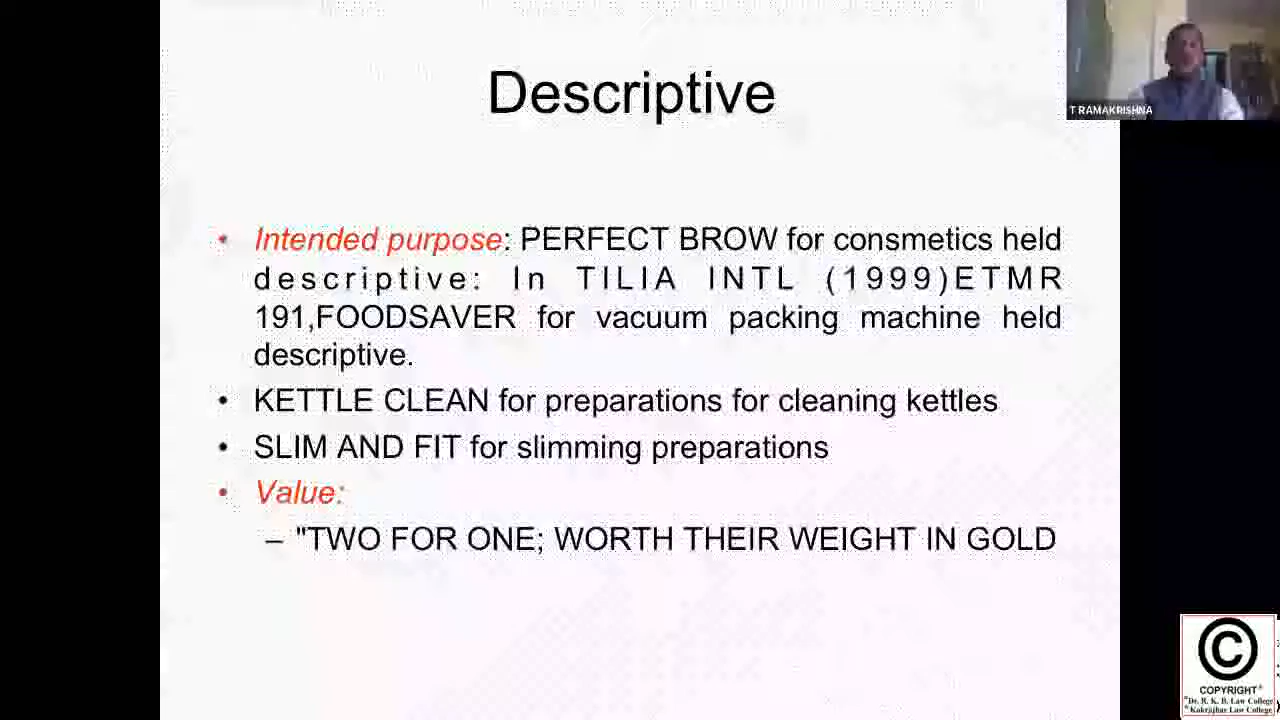 Descriptive
T RAMAKRISHNA
• Intended purpose: PERFECT BROW for consmetics held
descriptive: In TILIA INTL (1999)ETMR
191,FOODSAVER for vacuum packing machine held
descriptive.
• KETTLE CLEAN for preparations for cleaning kettles
• SLIM AND FIT for slimming preparations
• Value:
– "TWO FOR ONE; WORTH THEIR WEIGHT IN GOLD
©
COPYRIGHT
Dr. R. K. B. Law College
Kokrajhar Law College